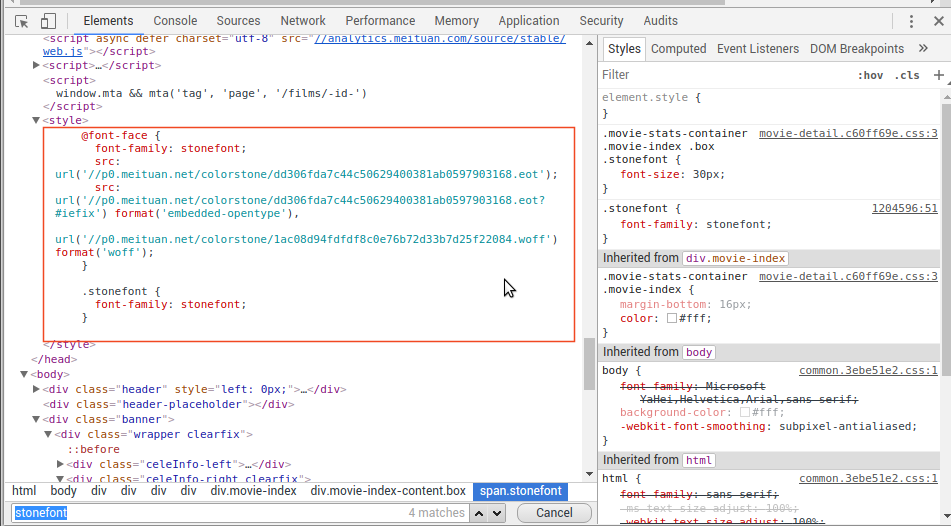 Elements Console Sources Network Performance Memory Application Security Audits
<script async defer charset="utf-8" src="//analytics.meituan.com/source/stable/
web.js"></script>
<script>…</script>
<script>
window.mta && mta('tag', 'page', '/films/-id-')
</script>
<style>
@font-face {
font-family: stonefont;
src:
url('//p0.meituan.net/colorstone/dd306fda7c44c50629400381ab0597903168.eot');
src:
url('//p0.meituan.net/colorstone/dd306fda7c44c50629400381ab0597903168.eot?
#iefix') format('embedded-opentype'),
url('//p0.meituan.net/colorstone/1ac08d94fdfdf8c0e76b72d33b7d25f22084.woff')
format('woff');
}
.stonefont {
font-family: stonefont;
}
</style>
</head>
<body>
<div class="header" style="left: 0px;">…</div>
<div class="header-placeholder"></div>
<div class="banner">
<div class="wrapper clearfix">
::before
<div class="celeInfo-left">…</div>
<div class="celeInfo-right clearfix">
html body div div div div div.movie-index div.movie-index-content.box span.stonefont
stonefont 4 matches Cancel
Styles Computed Event Listeners DOM Breakpoints »
Filter :hov .cls +
element.style {
}
.movie-stats-container movie-detail.c60ff69e.css:3
.movie-index .box
.stonefont {
font-size: 30px;
}
.stonefont { 1204596:51
font-family: stonefont;
}
Inherited from div.movie-index
.movie-stats-container movie-detail.c60ff69e.css:3
.movie-index {
margin-bottom: 16px;
color: #fff;
}
Inherited from body
body { common.3ebe51e2.css:1
font-family: Microsoft
YaHei,Helvetica,Arial,sans-serif;
background-color: #fff;
-webkit-font-smoothing: subpixel-antialiased;
}
Inherited from html
html { common.3ebe51e2.css:1
font-family: sans-serif;
-ms-text-size-adjust: 100%;
-webkit-text-size-adjust: 100%;